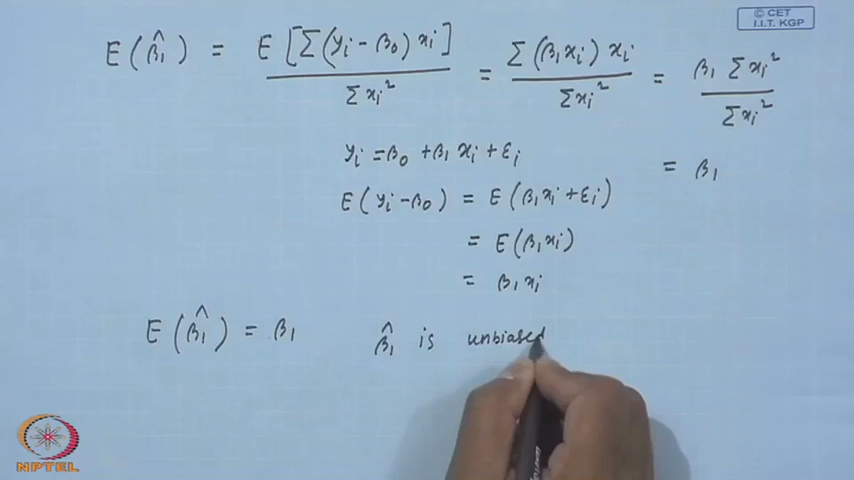 © CET
I.I.T. KGP
E(β̂₁) = E[Σ(yᵢ − β₀)xᵢ] / Σxᵢ² = Σ(β₁xᵢ)xᵢ / Σxᵢ² = β₁Σxᵢ² / Σxᵢ²
yᵢ = β₀ + β₁xᵢ + εᵢ
= β₁
E(yᵢ − β₀) = E(β₁xᵢ + εᵢ)
= E(β₁xᵢ)
= β₁xᵢ
E(β̂₁) = β₁ β̂₁ is unbiased
NPTEL